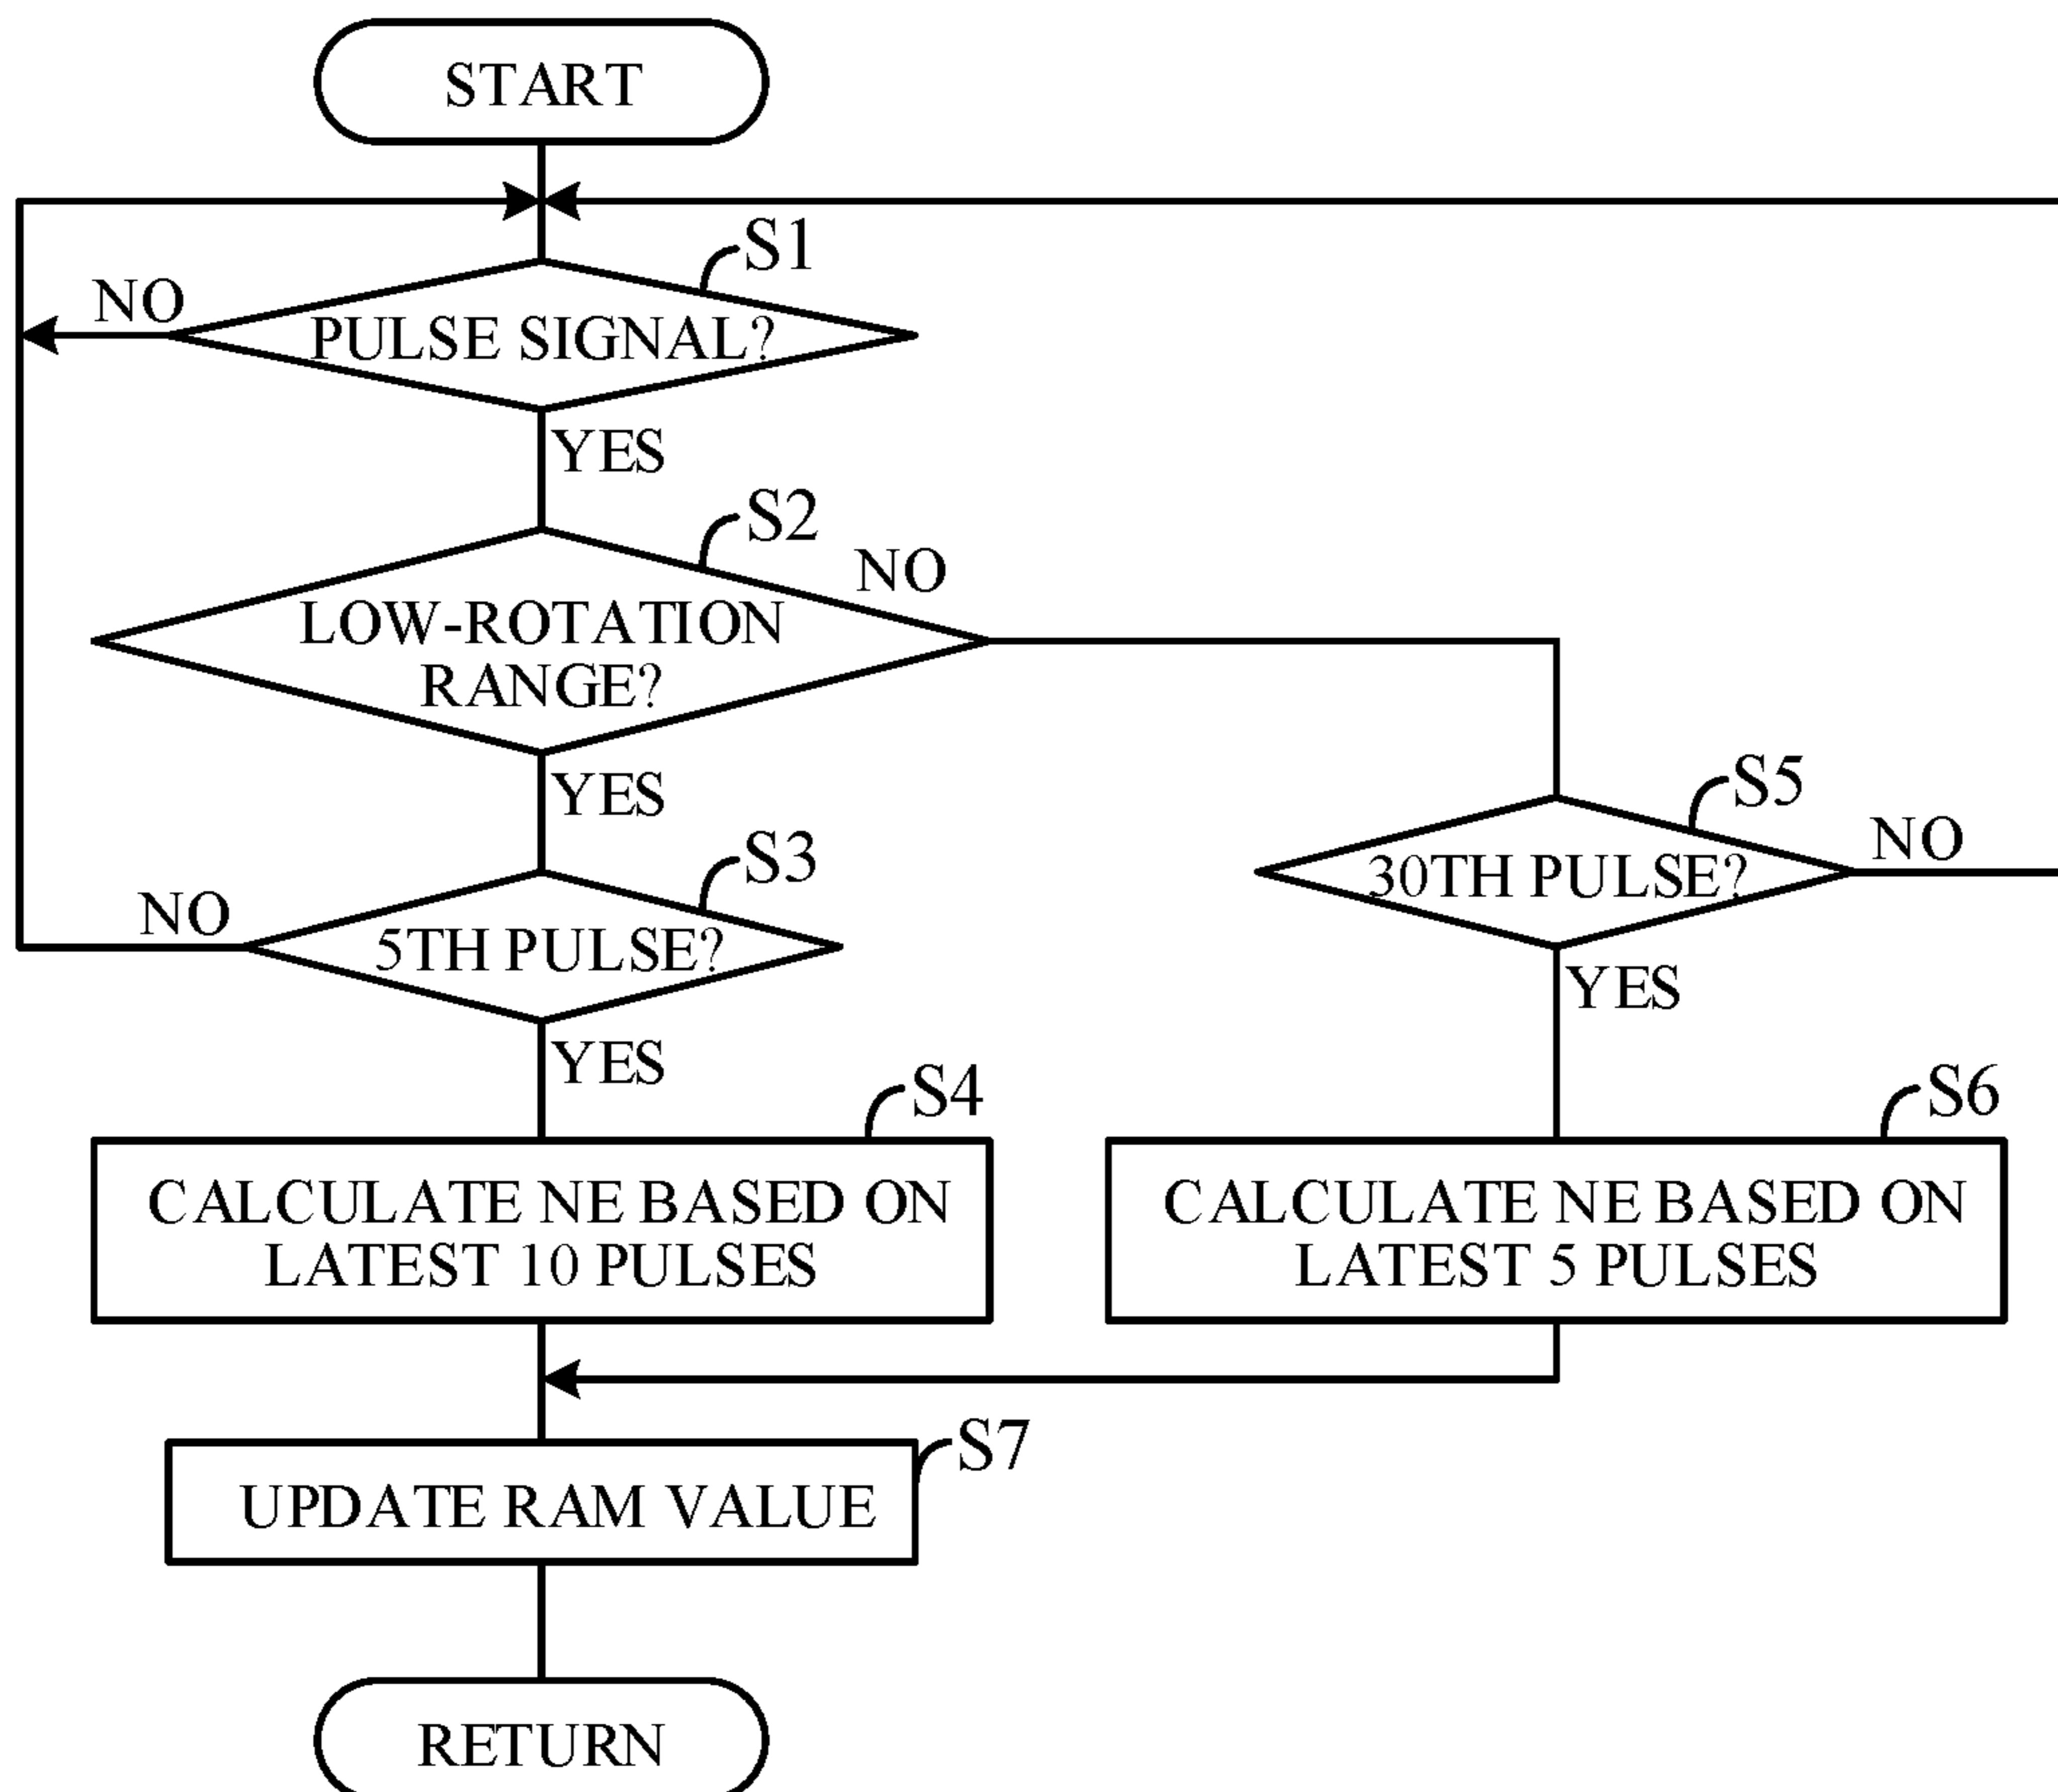 START
S1
NO
PULSE SIGNAL?
YES
S2
NO
LOW-ROTATION
RANGE?
YES
S3
NO
5TH PULSE?
YES
S5
NO
30TH PULSE?
YES
S4
CALCULATE NE BASED ON
LATEST 10 PULSES
S6
CALCULATE NE BASED ON
LATEST 5 PULSES
S7
UPDATE RAM VALUE
RETURN